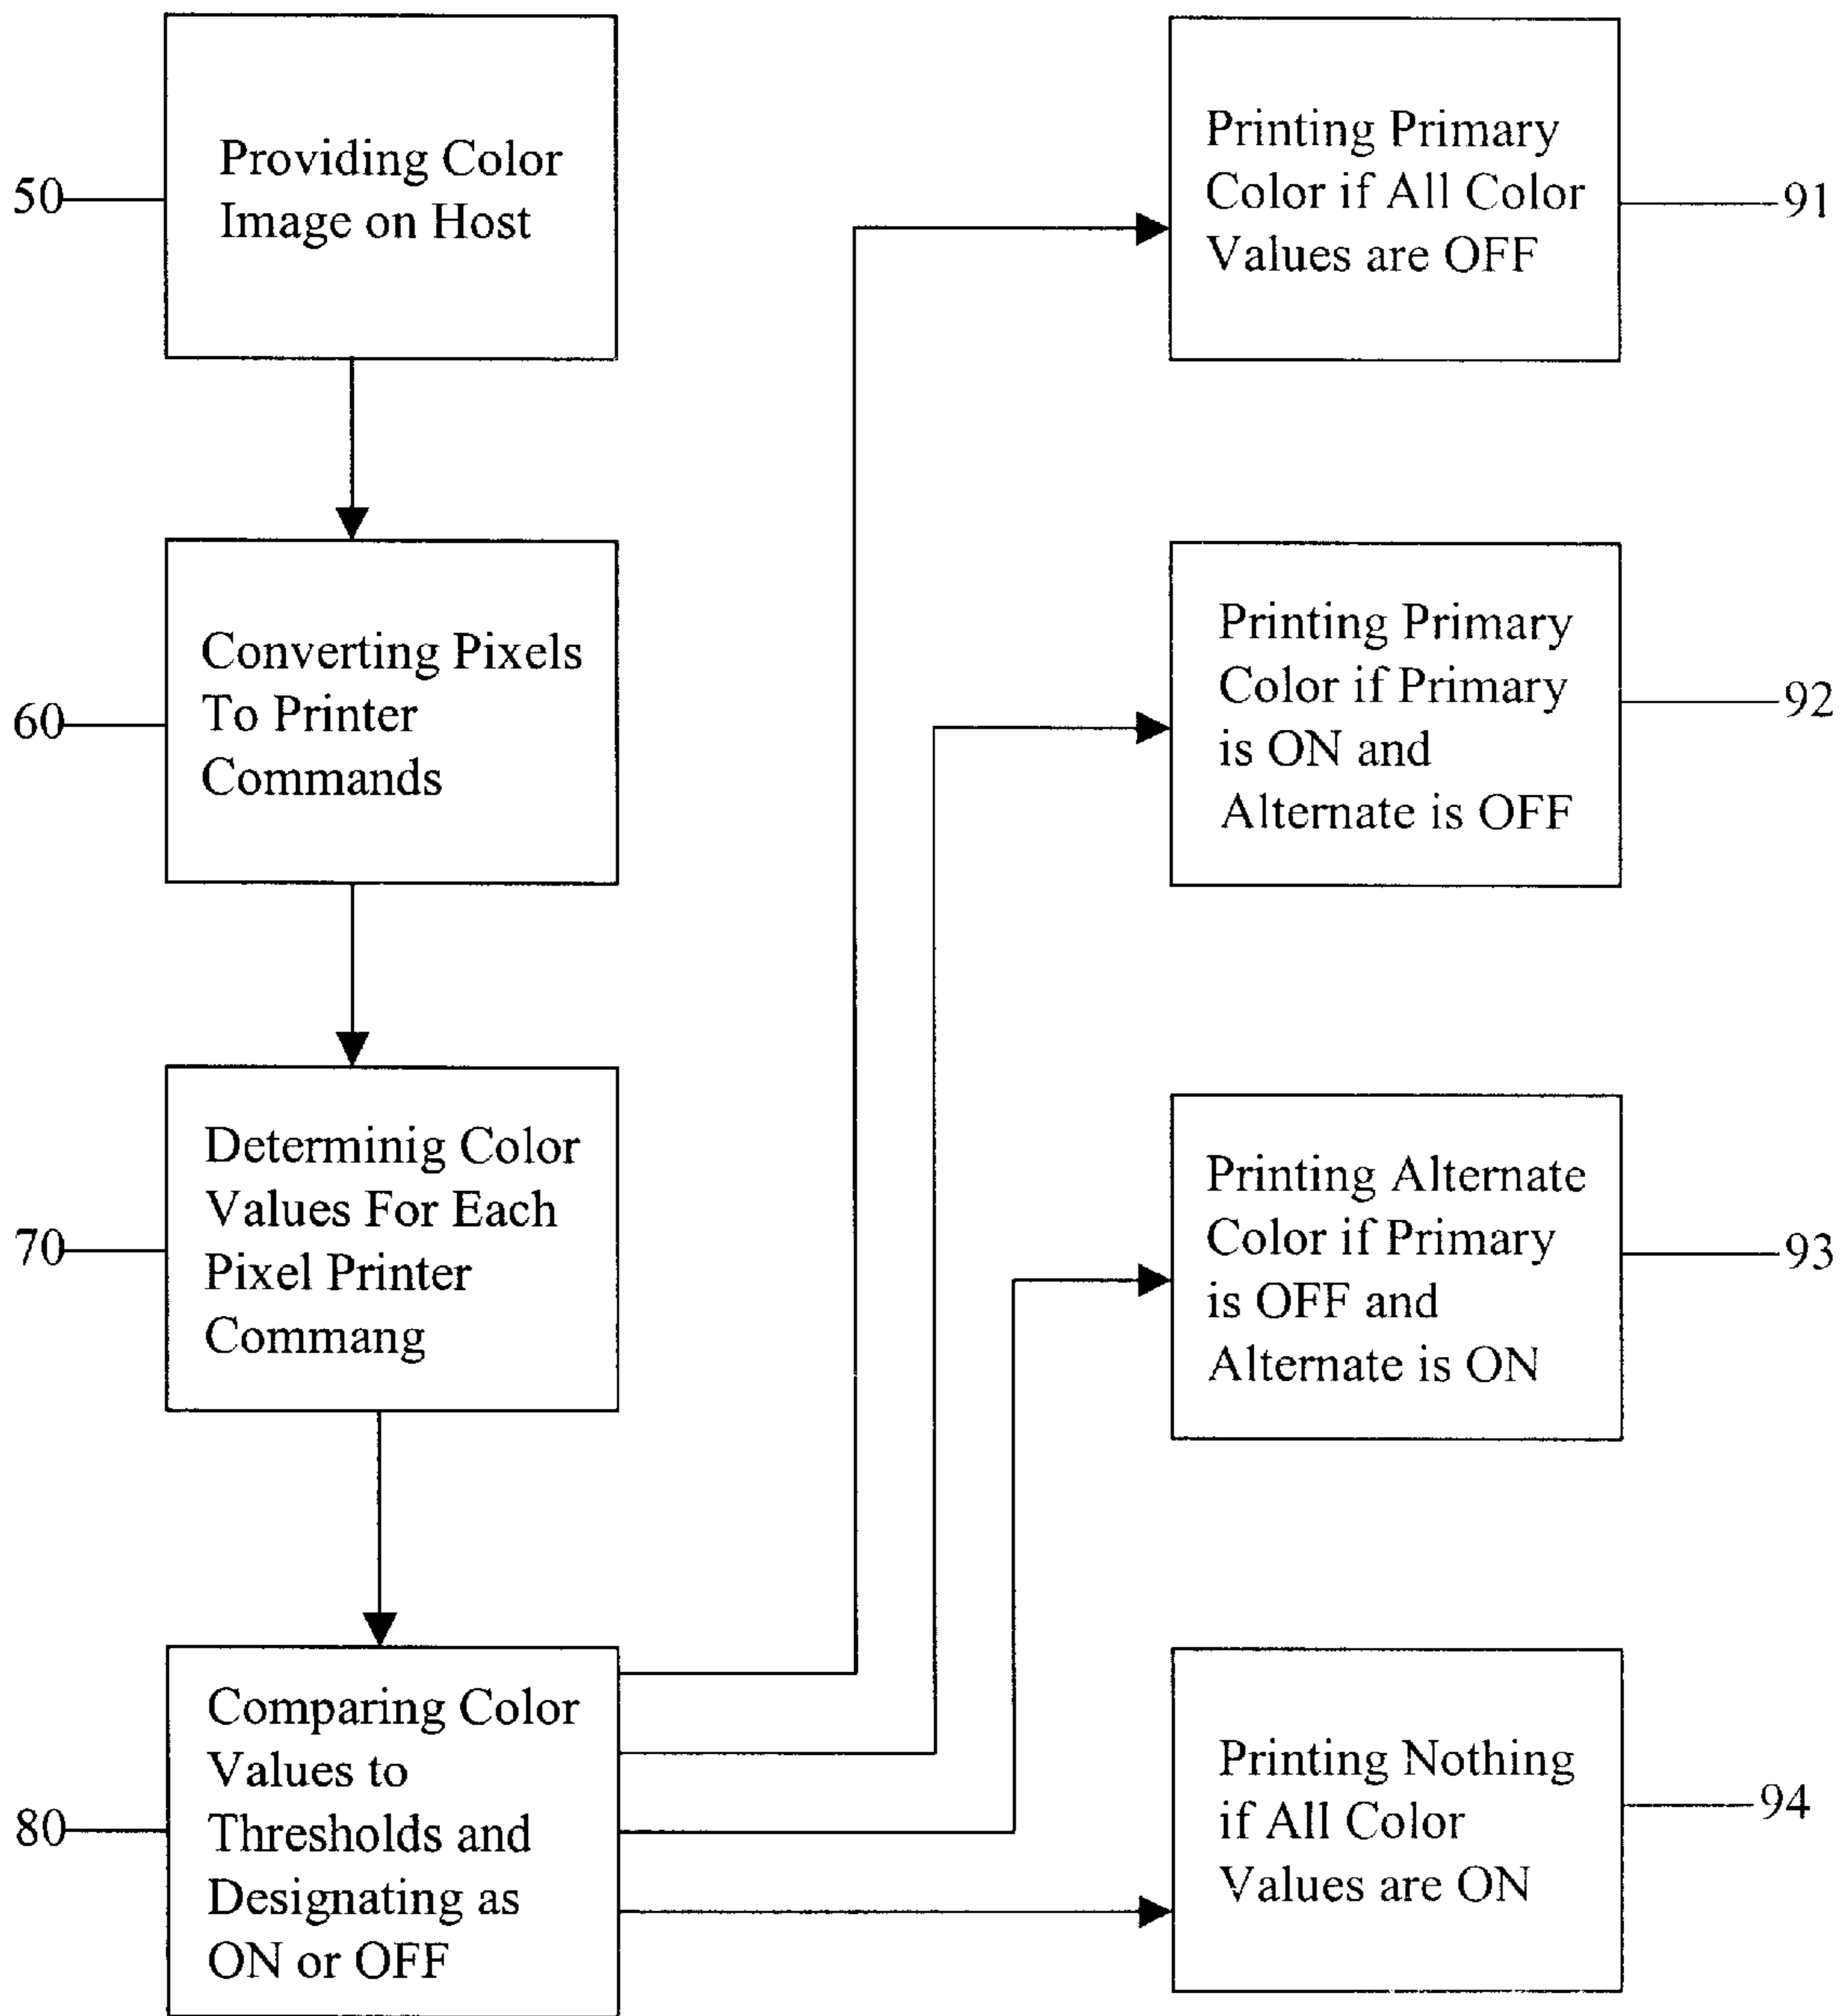 50
Providing Color
Image on Host
60
Converting Pixels
To Printer
Commands
70
Determinig Color
Values For Each
Pixel Printer
Commang
80
Comparing Color
Values to
Thresholds and
Designating as
ON or OFF
Printing Primary
Color if All Color
Values are OFF
91
Printing Primary
Color if Primary
is ON and
Alternate is OFF
92
Printing Alternate
Color if Primary
is OFF and
Alternate is ON
93
Printing Nothing
if All Color
Values are ON
94